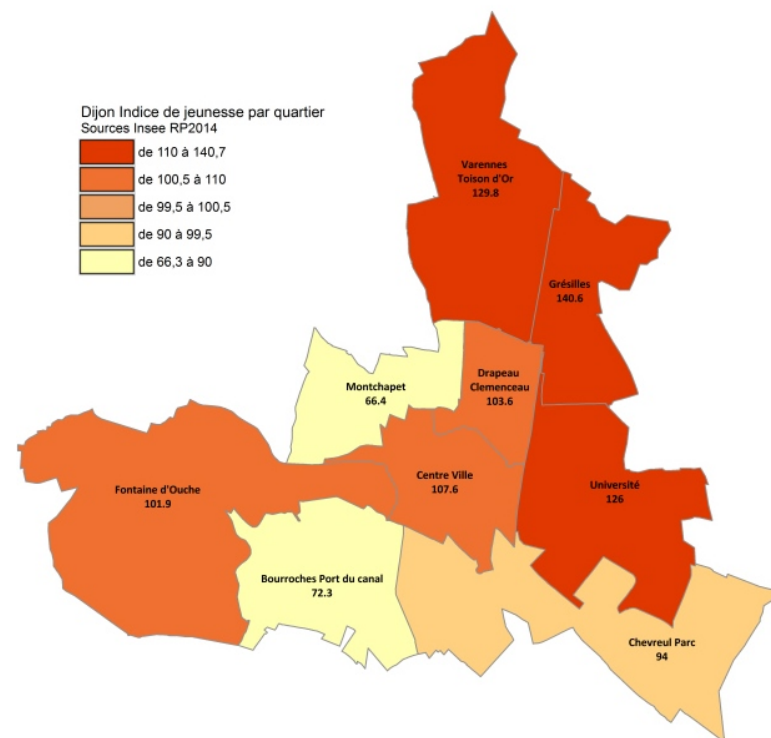 Dijon Indice de jeunesse par quartier
Sources Insee RP2014
de 110 à 140,7
de 100,5 à 110
de 99,5 à 100,5
de 90 à 99,5
de 66,3 à 90
Varennes
Toison d'Or
129.8
Grésilles
140.6
Drapeau
Clemenceau
103.6
Montchapet
66.4
Centre Ville
107.6
Fontaine d'Ouche
101.9
Université
126
Bourroches Port du canal
72.3
Chevreul Parc
94